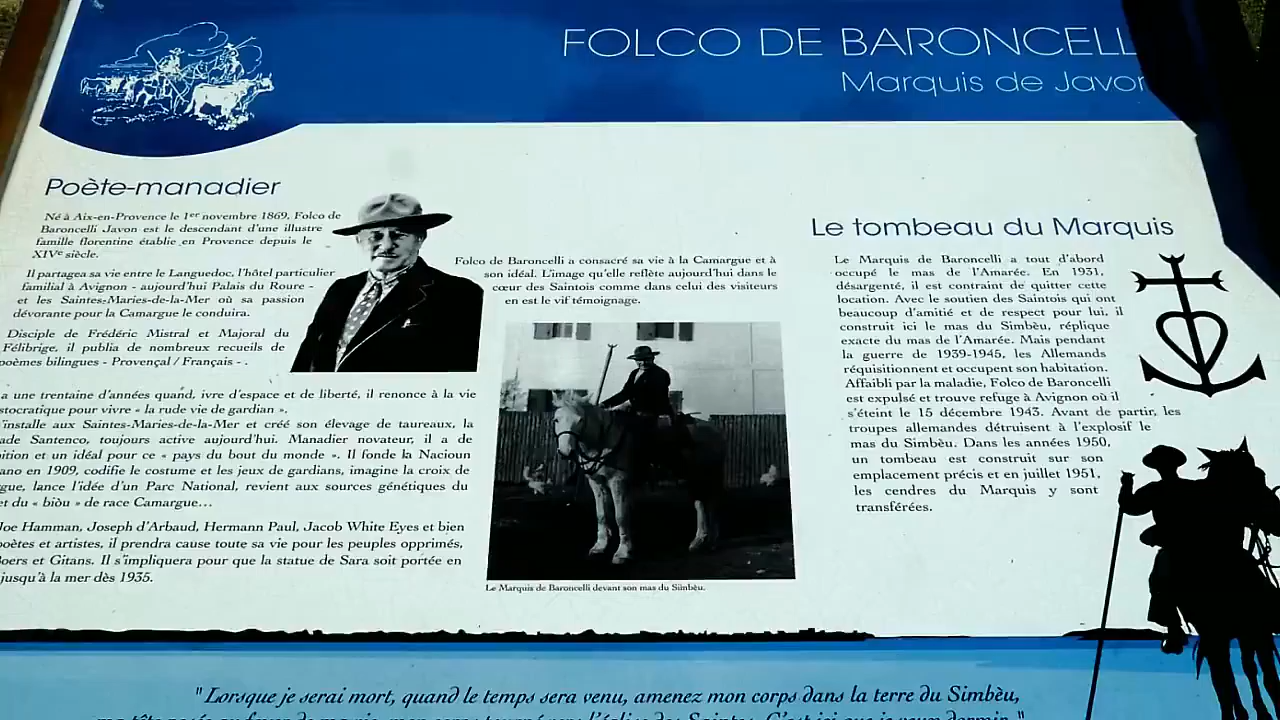 FOLCO DE BARONCELL
Marquis de Javon
Poète-manadier
Né à Aix-en-Provence le 1er novembre 1869, Folco de
Baroncelli Javon est le descendant d'une illustre
famille florentine établie en Provence depuis le
XIVe siècle.
Il partagea sa vie entre le Languedoc, l'hôtel particulier
familial à Avignon - aujourd'hui Palais du Roure -
et les Saintes-Maries-de-la-Mer où sa passion
dévorante pour la Camargue le conduira.
Disciple de Frédéric Mistral et Majoral du
Félibrige, il publia de nombreux recueils de
poèmes bilingues - Provençal / Français - .
a une trentaine d'années quand, ivre d'espace et de liberté, il renonce à la vie
stocratique pour vivre « la rude vie de gardian ».
'installe aux Saintes-Maries-de-la-Mer et créé son élevage de taureaux, la
ade Santenco, toujours active aujourd'hui. Manadier novateur, il a de
ition et un idéal pour ce « pays du bout du monde ». Il fonde la Nacioun
ano en 1909, codifie le costume et les jeux de gardians, imagine la croix de
gue, lance l'idée d'un Parc National, revient aux sources génétiques du
et du « biòu » de race Camargue...
Joe Hamman, Joseph d'Arbaud, Hermann Paul, Jacob White Eyes et bien
poètes et artistes, il prendra cause toute sa vie pour les peuples opprimés,
Boers et Gitans. Il s'impliquera pour que la statue de Sara soit portée en
jusqu'à la mer dès 1935.
Folco de Baroncelli a consacré sa vie à la Camargue et à
son idéal. L'image qu'elle reflète aujourd'hui dans le
cœur des Saintois comme dans celui des visiteurs
en est le vif témoignage.
Le Marquis de Baroncelli devant son mas du Simbèu.
Le tombeau du Marquis
Le Marquis de Baroncelli a tout d'abord
occupé le mas de l'Amarée. En 1931,
désargenté, il est contraint de quitter cette
location. Avec le soutien des Saintois qui ont
beaucoup d'amitié et de respect pour lui, il
construit ici le mas du Simbèu, réplique
exacte du mas de l'Amarée. Mais pendant
la guerre de 1939-1945, les Allemands
réquisitionnent et occupent son habitation.
Affaibli par la maladie, Folco de Baroncelli
est expulsé et trouve refuge à Avignon où il
s'éteint le 15 décembre 1943. Avant de partir, les
troupes allemandes détruisent à l'explosif le
mas du Simbèu. Dans les années 1950,
un tombeau est construit sur son
emplacement précis et en juillet 1951,
les cendres du Marquis y sont
transférées.
" Lorsque je serai mort, quand le temps sera venu, amenez mon corps dans la terre du Simbèu,